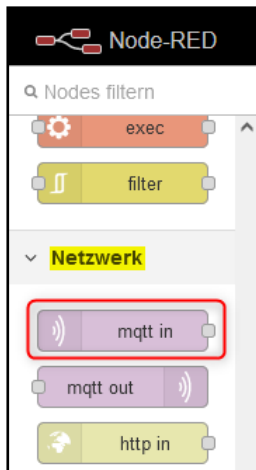 Node-RED
Nodes filtern
exec
filter
Netzwerk
mqtt in
mqtt out
http in